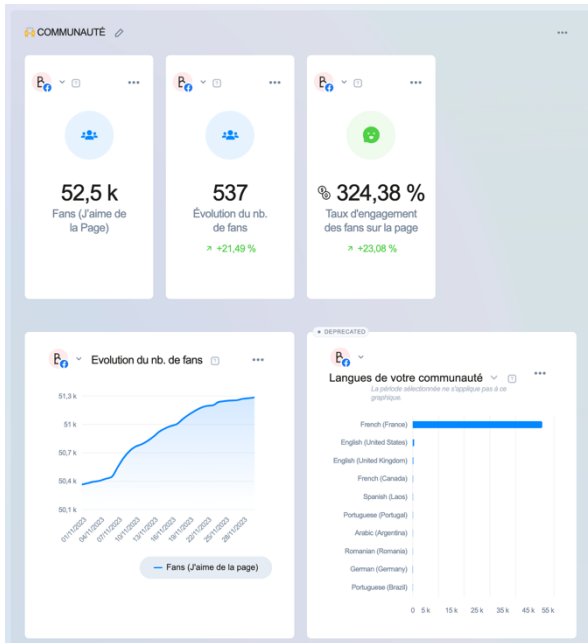 COMMUNAUTÉ
52,5 k
Fans (J'aime de
la Page)
537
Évolution du nb.
de fans
+21,49 %
324,38 %
Taux d'engagement
des fans sur la page
+23,08 %
Evolution du nb. de fans
51,3 k
51 k
50,7 k
50,4 k
50,1 k
01/11/2023
04/11/2023
07/11/2023
10/11/2023
13/11/2023
16/11/2023
19/11/2023
22/11/2023
25/11/2023
28/11/2023
Fans (J'aime de la page)
DEPRECATED
Langues de votre communauté
La période sélectionnée ne s'applique pas à ce
graphique.
French (France)
English (United States)
English (United Kingdom)
French (Canada)
Spanish (Laos)
Portuguese (Portugal)
Arabic (Argentina)
Romanian (Romania)
German (Germany)
Portuguese (Brazil)
0 5 k 15 k 25 k 35 k 45 k 55 k